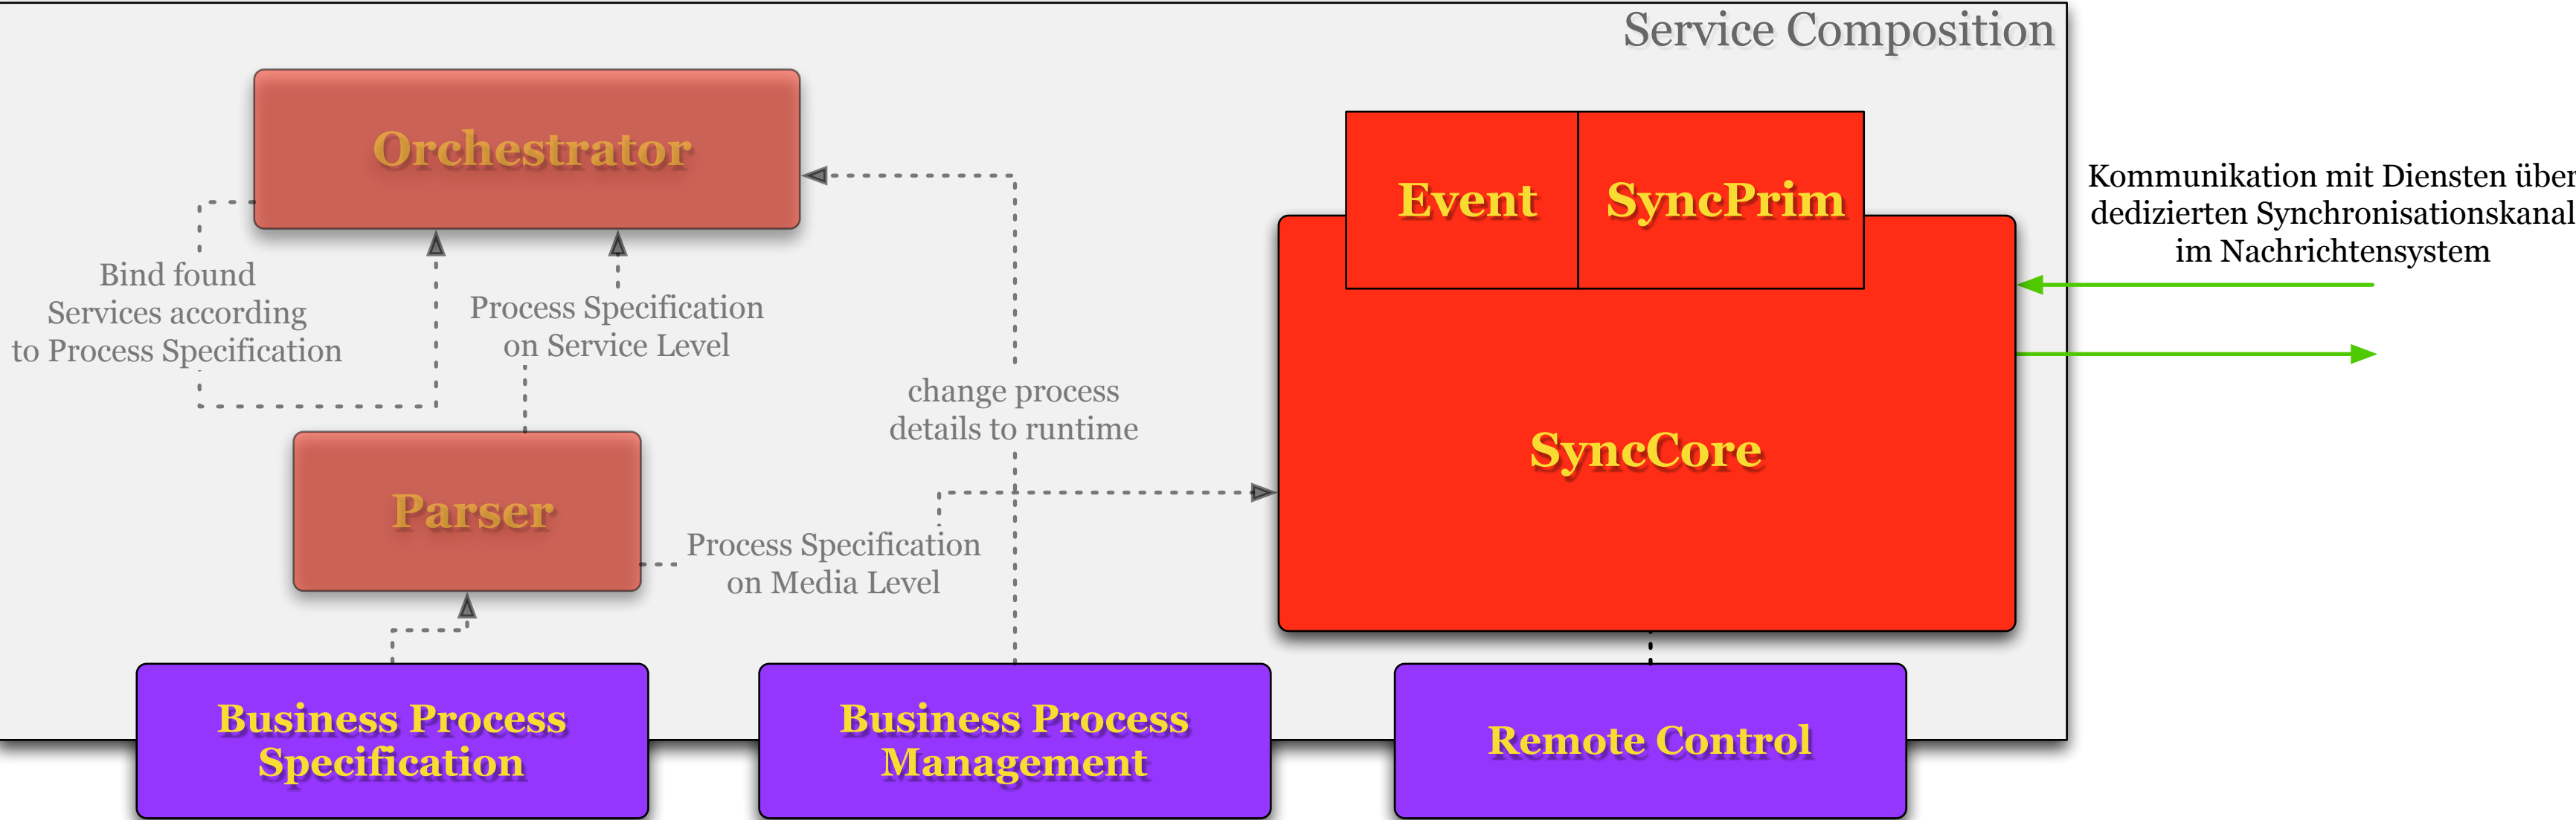 Service Composition
Orchestrator
Event
SyncPrim
Kommunikation mit Diensten über
dedizierten Synchronisationskanal
im Nachrichtensystem
Bind found
Services according
to Process Specification
Process Specification
on Service Level
change process
details to runtime
SyncCore
Parser
Process Specification
on Media Level
Business Process
Specification
Business Process
Management
Remote Control